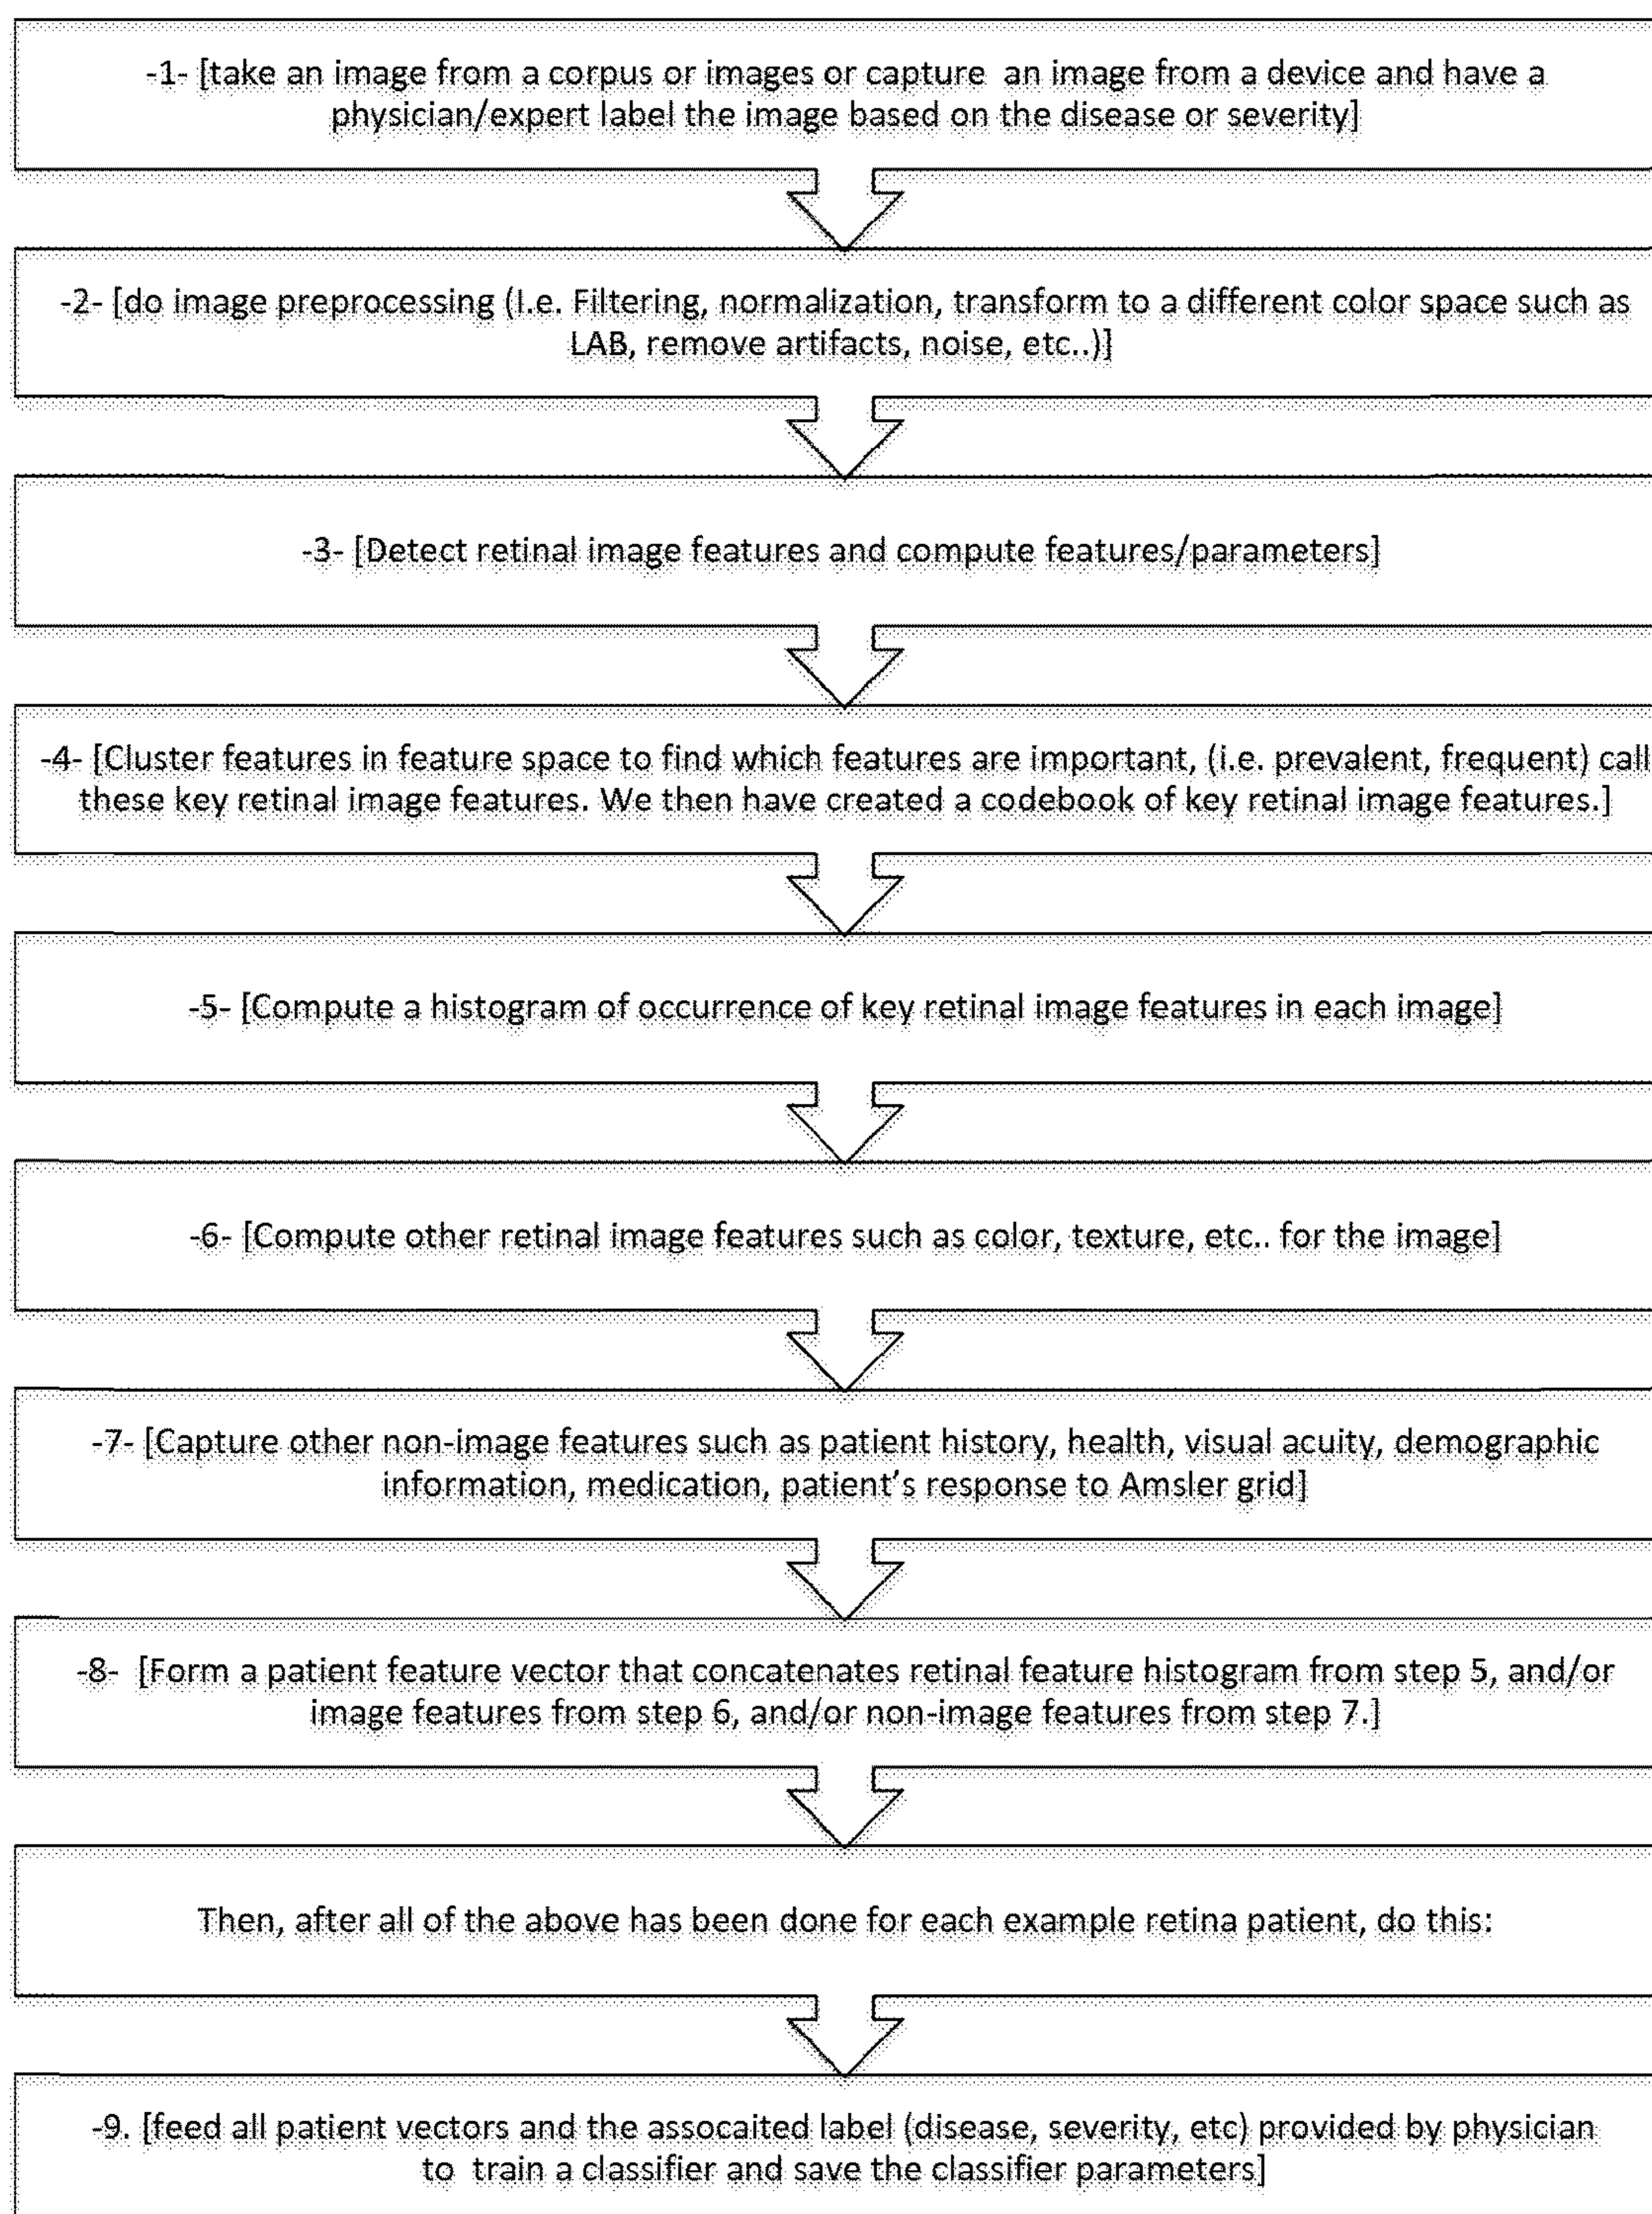 -1- [take an image from a corpus or images or capture an image from a device and have a
physician/expert label the image based on the disease or severity]
-2- [do image preprocessing (I.e. Filtering, normalization, transform to a different color space such as
LAB, remove artifacts, noise, etc..)]
-3- [Detect retinal image features and compute features/parameters]
-4- [Cluster features in feature space to find which features are important, (i.e. prevalent, frequent) call
these key retinal image features. We then have created a codebook of key retinal image features.]
-5- [Compute a histogram of occurrence of key retinal image features in each image]
-6- [Compute other retinal image features such as color, texture, etc.. for the image]
-7- [Capture other non-image features such as patient history, health, visual acuity, demographic
information, medication, patient's response to Amsler grid]
-8- [Form a patient feature vector that concatenates retinal feature histogram from step 5, and/or
image features from step 6, and/or non-image features from step 7.]
Then, after all of the above has been done for each example retina patient, do this:
-9. [feed all patient vectors and the assocaited label (disease, severity, etc) provided by physician
to train a classifier and save the classifier parameters]